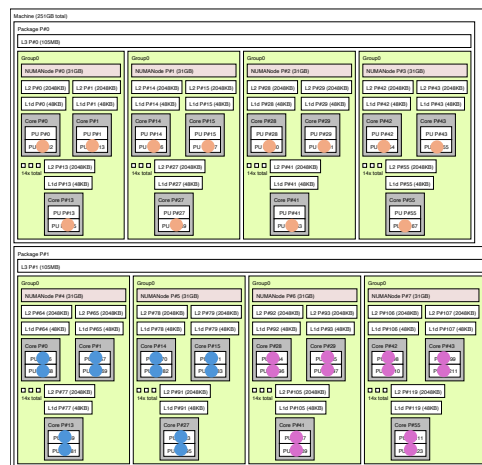 Machine (251GB total)
Package P#0
L3 P#0 (105MB)
Group0 Group0 Group0 Group0
NUMANode P#0 (31GB) NUMANode P#1 (31GB) NUMANode P#2 (31GB) NUMANode P#3 (31GB)
L2 P#0 (2048KB) L2 P#1 (2048KB) L2 P#14 (2048KB) L2 P#15 (2048KB) L2 P#28 (2048KB) L2 P#29 (2048KB) L2 P#42 (2048KB) L2 P#43 (2048KB)
L1d P#0 (48KB) L1d P#1 (48KB) L1d P#14 (48KB) L1d P#15 (48KB) L1d P#28 (48KB) L1d P#29 (48KB) L1d P#42 (48KB) L1d P#43 (48KB)
Core P#0 Core P#1 Core P#14 Core P#15 Core P#28 Core P#29 Core P#42 Core P#43
PU P#0 PU P#1 PU P#14 PU P#15 PU P#28 PU P#29 PU P#42 PU P#43
14x total L2 P#13 (2048KB) 14x total L2 P#27 (2048KB) 14x total L2 P#41 (2048KB) 14x total L2 P#55 (2048KB)
L1d P#13 (48KB) L1d P#27 (48KB) L1d P#41 (48KB) L1d P#55 (48KB)
Core P#13 Core P#27 Core P#41 Core P#55
PU P#13 PU P#27 PU P#41 PU P#55
Package P#1
L3 P#1 (105MB)
Group0 Group0 Group0 Group0
NUMANode P#4 (31GB) NUMANode P#5 (31GB) NUMANode P#6 (31GB) NUMANode P#7 (31GB)
L2 P#64 (2048KB) L2 P#65 (2048KB) L2 P#78 (2048KB) L2 P#79 (2048KB) L2 P#92 (2048KB) L2 P#93 (2048KB) L2 P#106 (2048KB) L2 P#107 (2048KB)
L1d P#64 (48KB) L1d P#65 (48KB) L1d P#78 (48KB) L1d P#79 (48KB) L1d P#92 (48KB) L1d P#93 (48KB) L1d P#106 (48KB) L1d P#107 (48KB)
Core P#0 Core P#1 Core P#14 Core P#15 Core P#28 Core P#29 Core P#42 Core P#43
14x total L2 P#77 (2048KB) 14x total L2 P#91 (2048KB) 14x total L2 P#105 (2048KB) 14x total L2 P#119 (2048KB)
L1d P#77 (48KB) L1d P#91 (48KB) L1d P#105 (48KB) L1d P#119 (48KB)
Core P#13 Core P#27 Core P#41 Core P#55